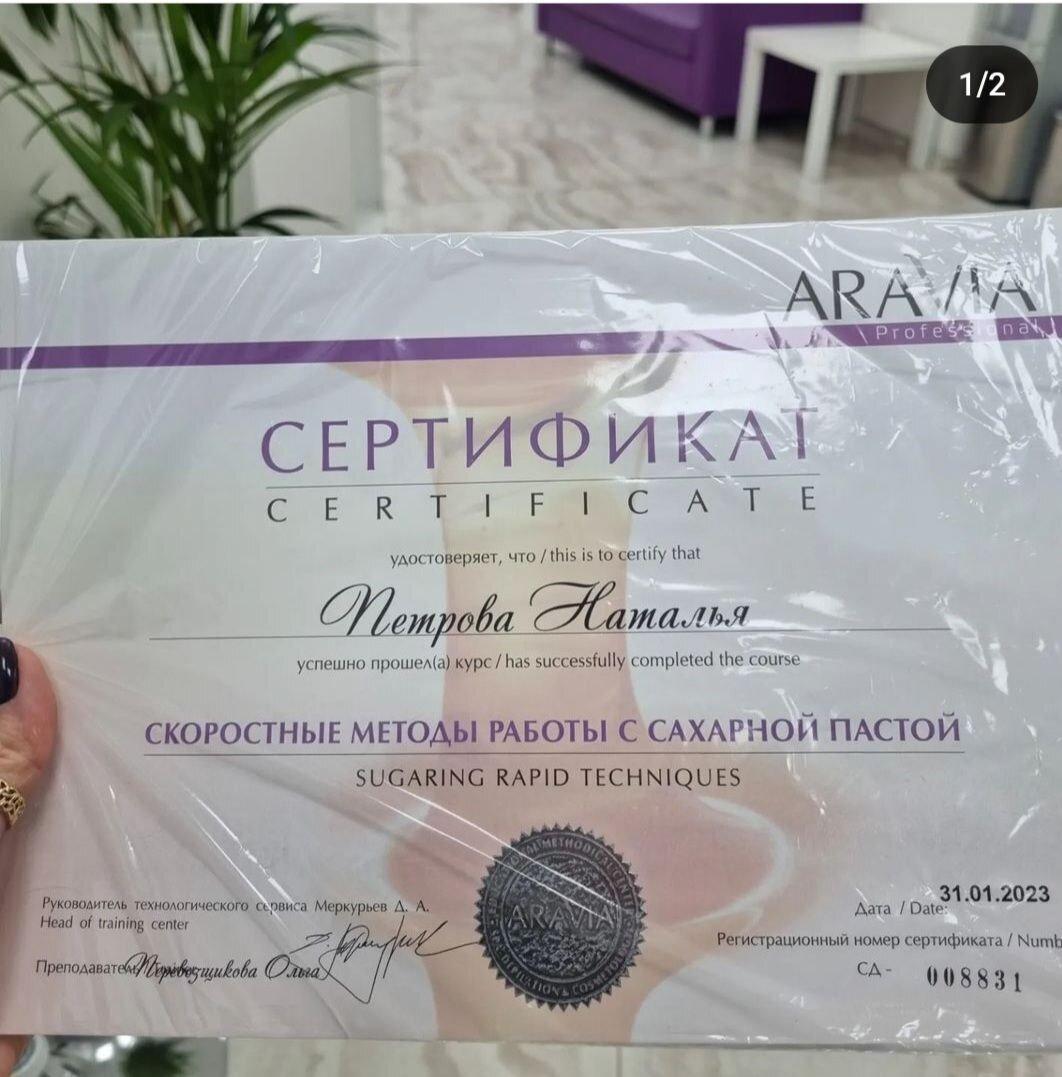 1/2
ARAVIA
Professional
СЕРТИФИКАТ
CERTIFICATE
удостоверяет, что / this is to certify that
Петрова Наталья
успешно прошел(а) курс / has successfully completed the course
СКОРОСТНЫЕ МЕТОДЫ РАБОТЫ С САХАРНОЙ ПАСТОЙ
SUGARING RAPID TECHNIQUES
Руководитель технологического сервиса Меркурьев Д. А.
Head of training center
Преподаватель Перевезщикова Ольга
ARAVIA
31.01.2023
Дата / Date:
Регистрационный номер сертификата / Numb
СД - 008831